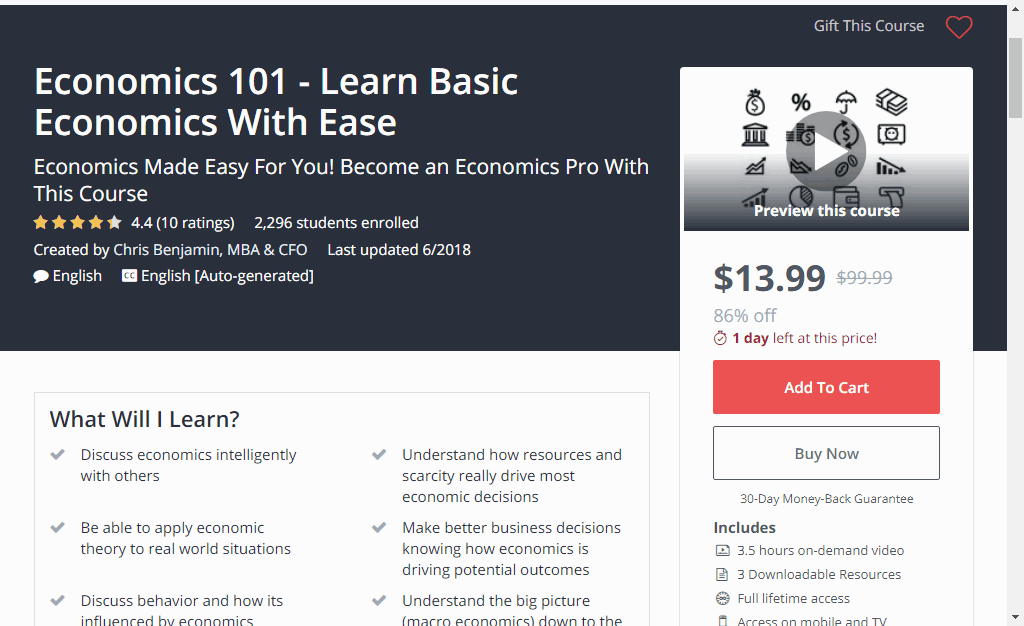 Gift This Course
Economics 101 - Learn Basic
Economics With Ease
Economics Made Easy For You! Become an Economics Pro With
This Course
4.4 (10 ratings) 2,296 students enrolled
Created by Chris Benjamin, MBA & CFO Last updated 6/2018
English CC English [Auto-generated]
%
$
Preview this course
$13.99 $99.99
86% off
1 day left at this price!
Add To Cart
Buy Now
30-Day Money-Back Guarantee
Includes
3.5 hours on-demand video
3 Downloadable Resources
Full lifetime access
Access on mobile and TV
What Will I Learn?
Discuss economics intelligently
with others
Be able to apply economic
theory to real world situations
Discuss behavior and how its
influenced by economics
Understand how resources and
scarcity really drive most
economic decisions
Make better business decisions
knowing how economics is
driving potential outcomes
Understand the big picture
(macro economics) down to the